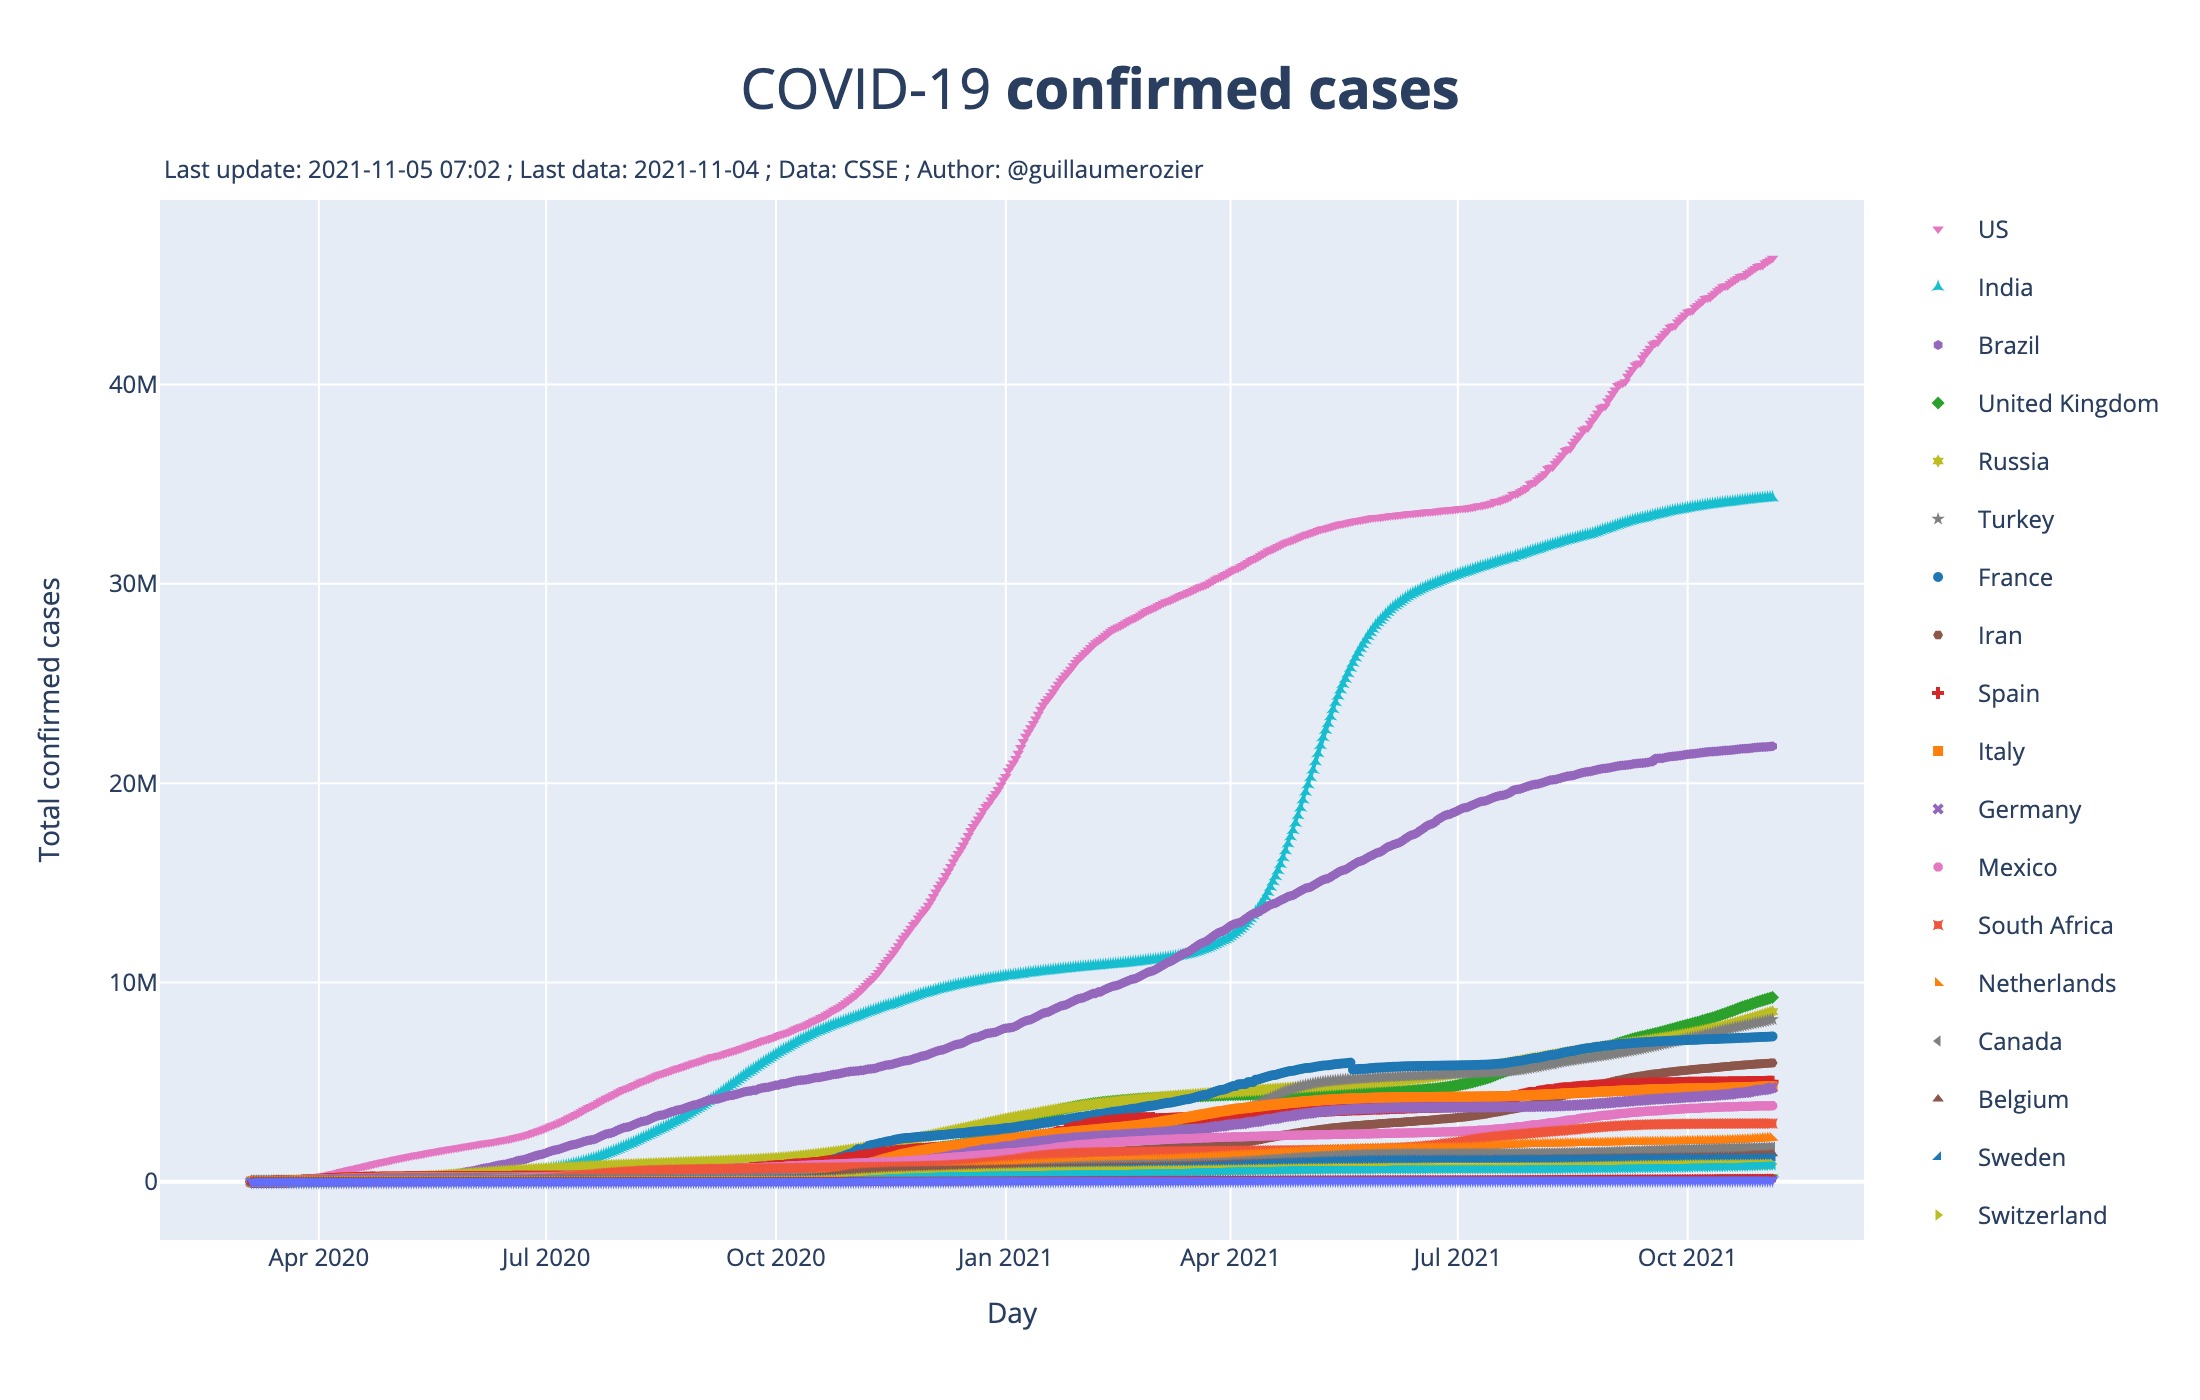 COVID-19 confirmed cases
Last update: 2021-11-05 07:02 ; Last data: 2021-11-04 ; Data: CSSE ; Author: @guillaumerozier
Total confirmed cases
40M
30M
20M
10M
0
Apr 2020
Jul 2020
Oct 2020
Jan 2021
Apr 2021
Jul 2021
Oct 2021
Day
US
India
Brazil
United Kingdom
Russia
Turkey
France
Iran
Spain
Italy
Germany
Mexico
South Africa
Netherlands
Canada
Belgium
Sweden
Switzerland